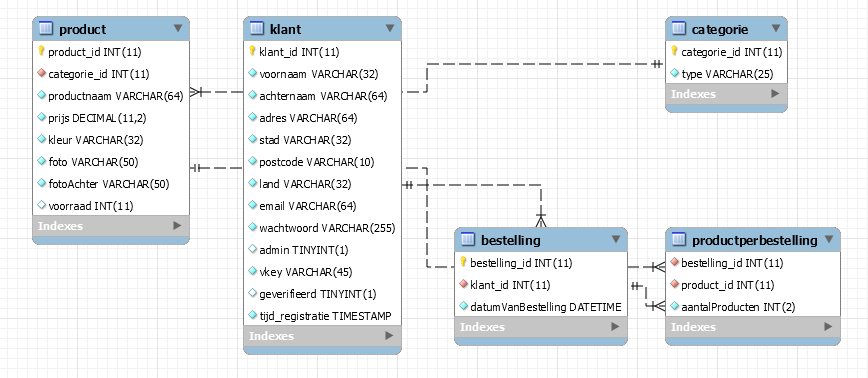 product
product_id INT(11)
categorie_id INT(11)
productnaam VARCHAR(64)
prijs DECIMAL(11,2)
kleur VARCHAR(32)
foto VARCHAR(50)
fotoAchter VARCHAR(50)
voorraad INT(11)
Indexes
klant
klant_id INT(11)
voornaam VARCHAR(32)
achternaam VARCHAR(64)
adres VARCHAR(64)
stad VARCHAR(32)
postcode VARCHAR(10)
land VARCHAR(32)
email VARCHAR(64)
wachtwoord VARCHAR(255)
admin TINYINT(1)
vkey VARCHAR(45)
geverifieerd TINYINT(1)
tijd_registratie TIMESTAMP
Indexes
categorie
categorie_id INT(11)
type VARCHAR(25)
Indexes
bestelling
bestelling_id INT(11)
klant_id INT(11)
datumVanBestelling DATETIME
Indexes
productperbestelling
bestelling_id INT(11)
product_id INT(11)
aantalProducten INT(2)
Indexes